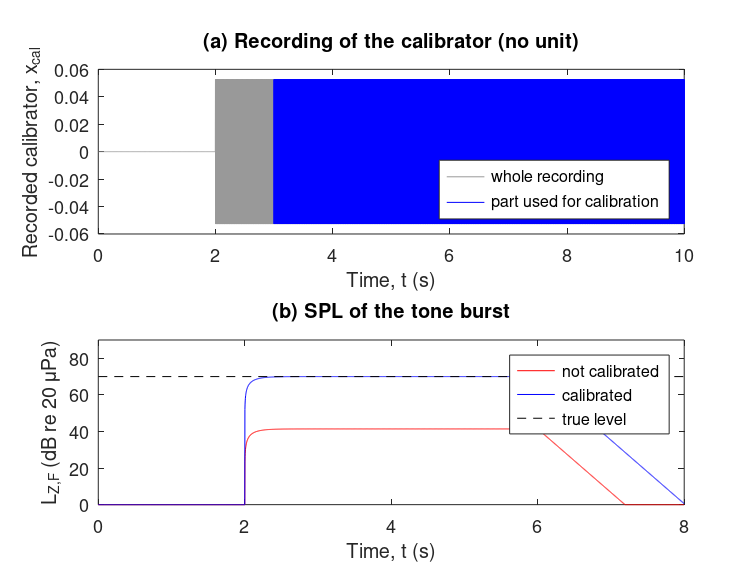 (a) Recording of the calibrator (no unit)
Recorded calibrator, xcal
0.06
0.04
0.02
0
-0.02
-0.04
-0.06
whole recording
part used for calibration
0 2 4 6 8 10
Time, t (s)
(b) SPL of the tone burst
LZ,F (dB re 20 µPa)
80
60
40
20
0
not calibrated
calibrated
true level
0 2 4 6 8
Time, t (s)